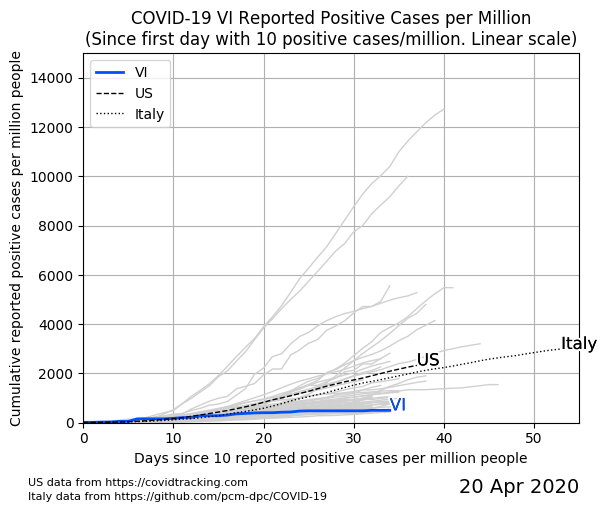 COVID-19 VI Reported Positive Cases per Million
(Since first day with 10 positive cases/million. Linear scale)
Cumulative reported positive cases per million people
14000
12000
10000
8000
6000
4000
2000
0
VI
US
Italy
Italy
US
VI
0 10 20 30 40 50
Days since 10 reported positive cases per million people
US data from https://covidtracking.com
Italy data from https://github.com/pcm-dpc/COVID-19
20 Apr 2020